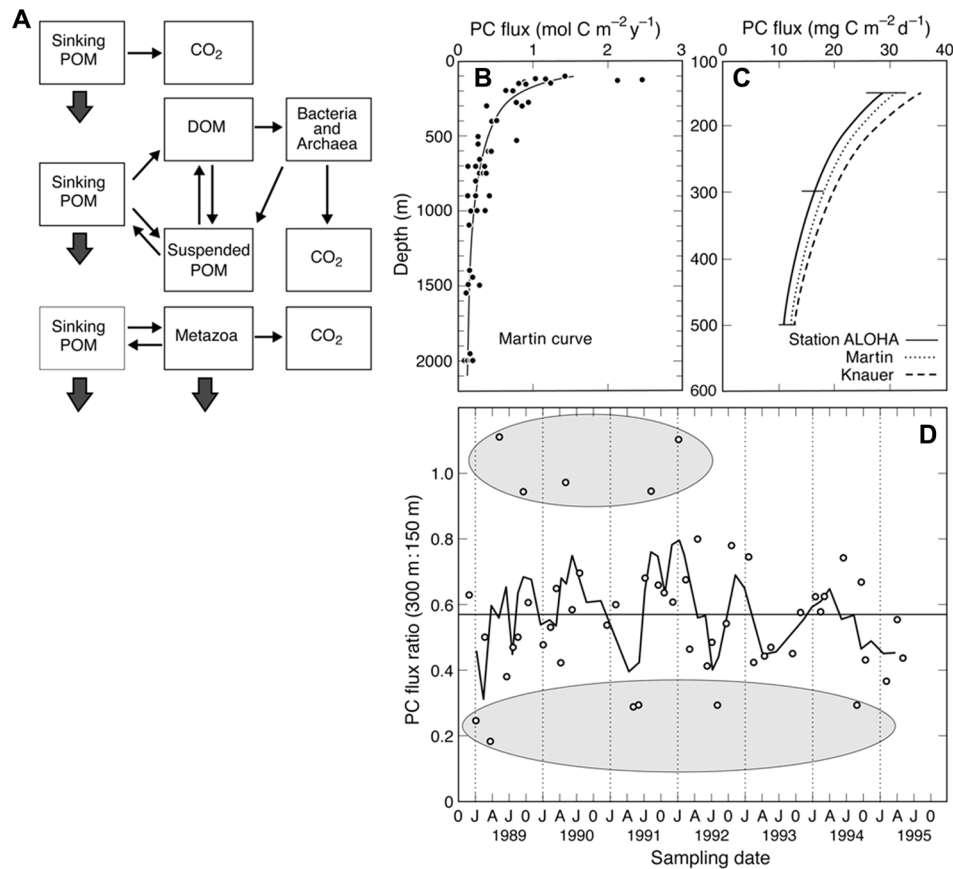 A
Sinking
POM
CO2
Sinking
POM
DOM
Bacteria
and
Archaea
Suspended
POM
CO2
Sinking
POM
Metazoa
CO2
PC flux (mol C m–2 y–1)
0 1 2 3
B
Depth (m)
0
500
1000
1500
2000
Martin curve
PC flux (mg C m–2 d–1)
0 10 20 30 40
C
100
200
300
400
500
600
Station ALOHA
Martin
Knauer
D
PC flux ratio (300 m : 150 m)
1.0
0.8
0.6
0.4
0.2
0
O J A J O J A J O J A J O J A J O J A J O J A J O J A J O
1989 1990 1991 1992 1993 1994 1995
Sampling date